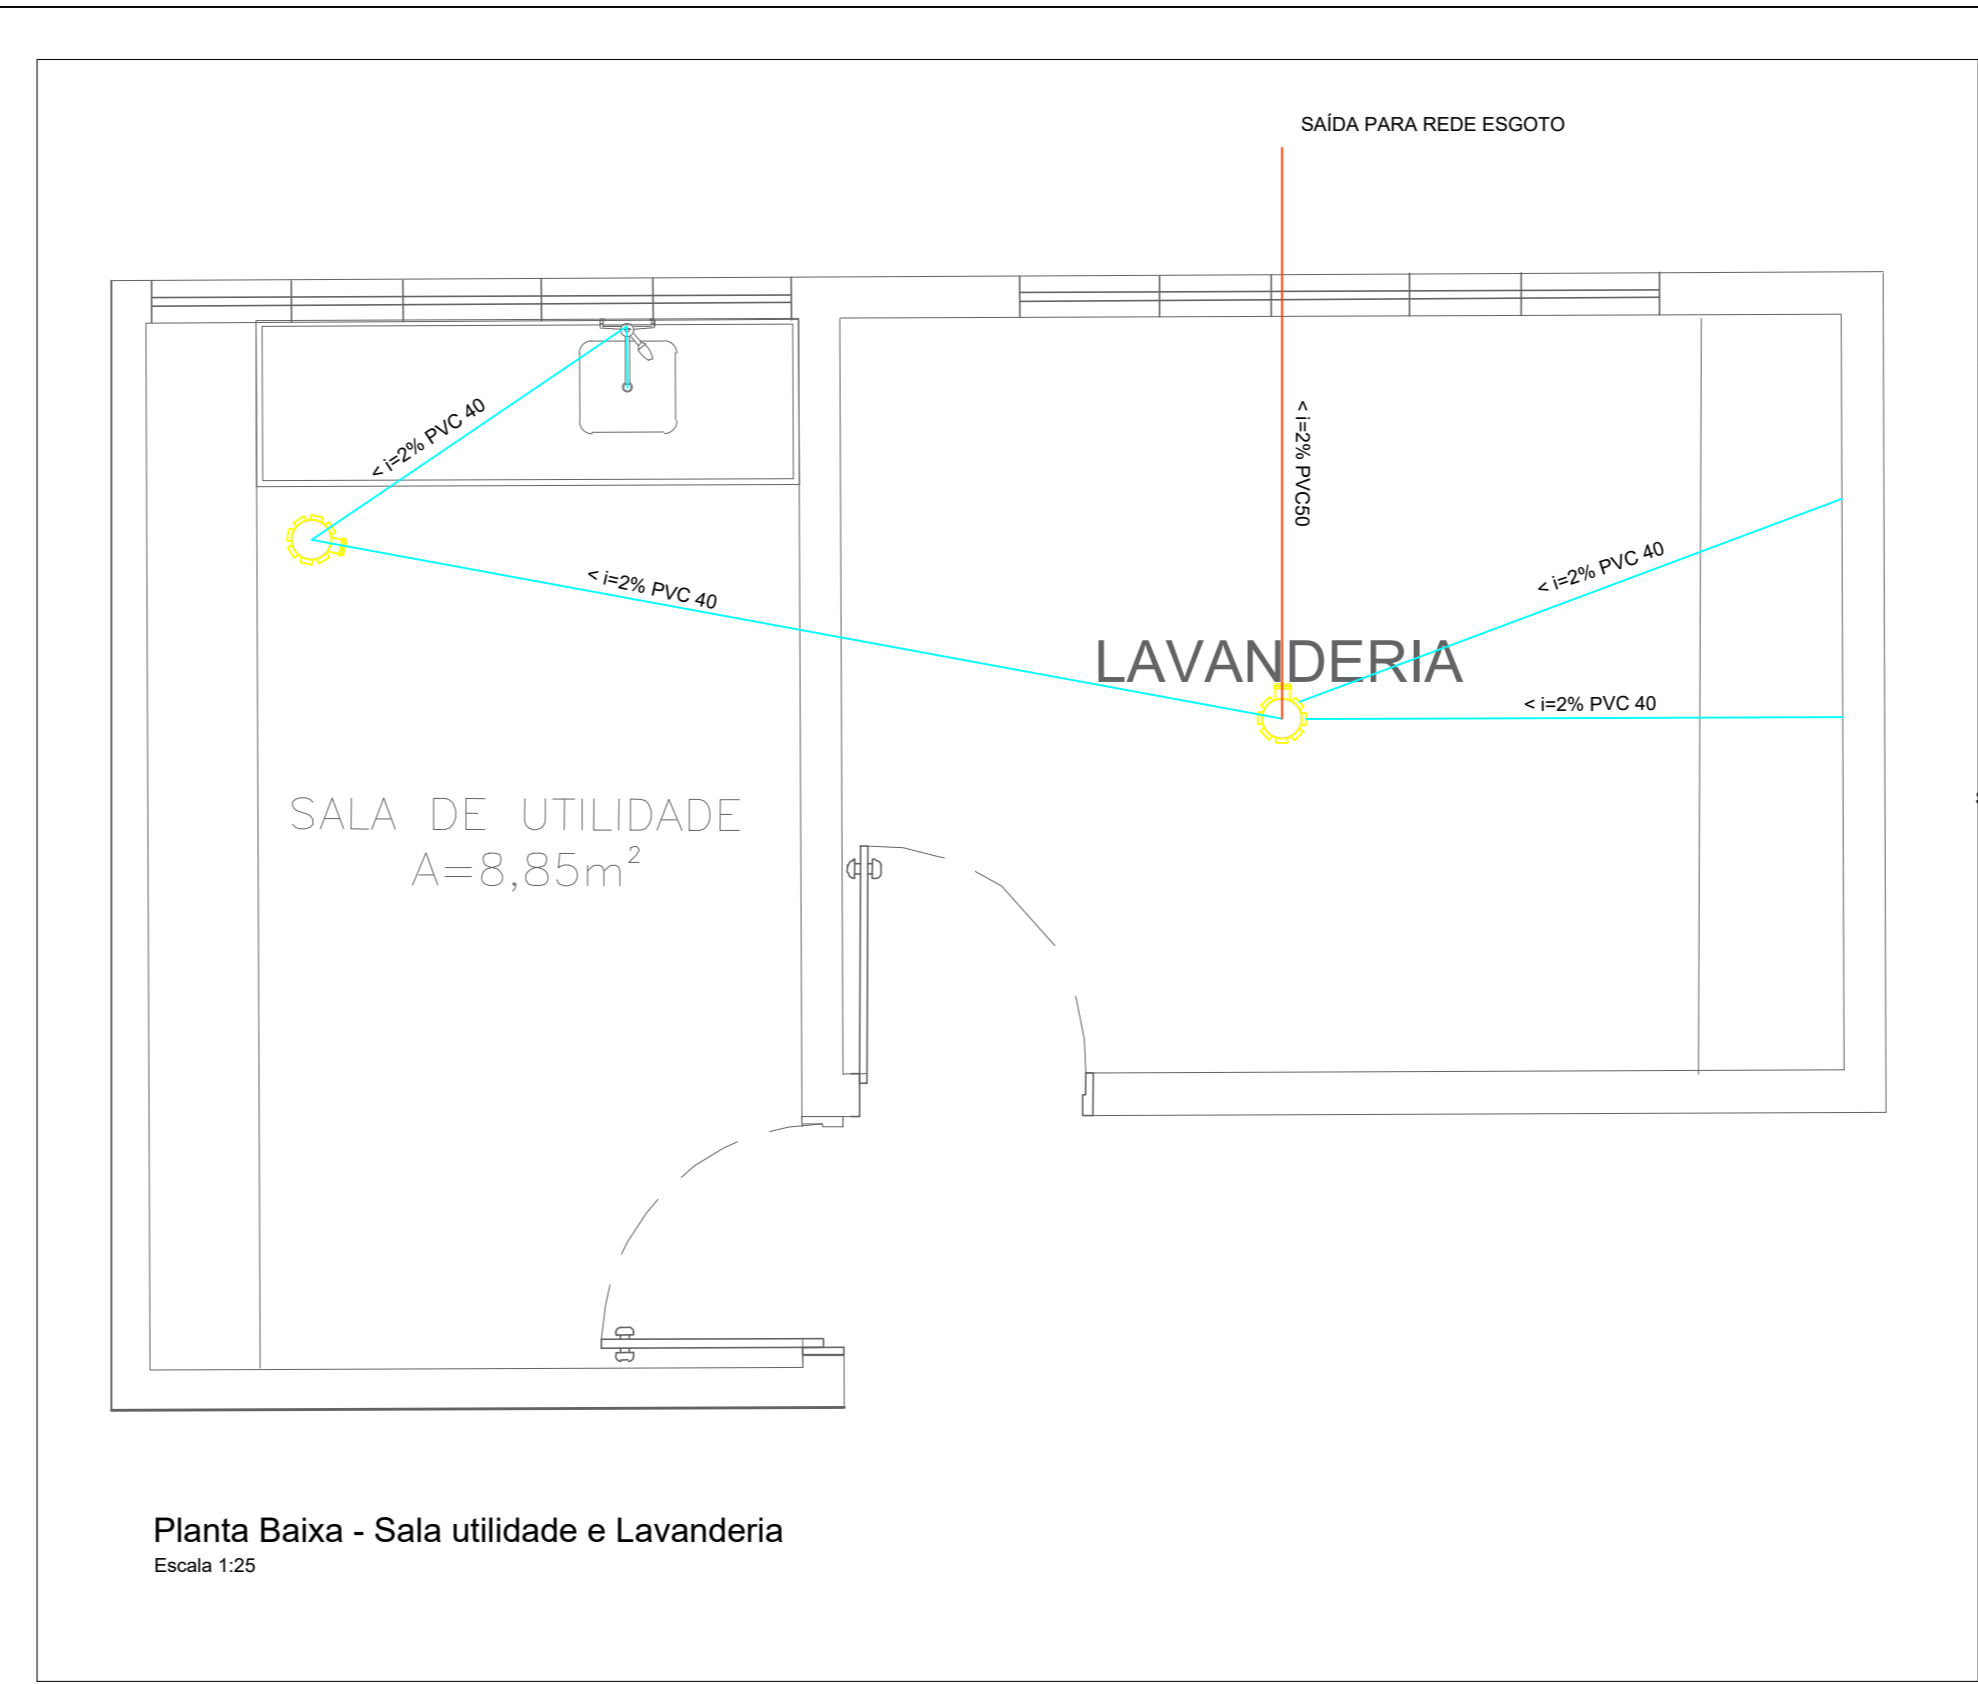 SAÍDA PARA REDE ESGOTO
< i=2% PVC 40
< i=2% PVC50
< i=2% PVC 40
< i=2% PVC 40
LAVANDERIA
< i=2% PVC 40
SALA DE UTILIDADE
A=8,85m²
Planta Baixa - Sala utilidade e Lavanderia
Escala 1:25